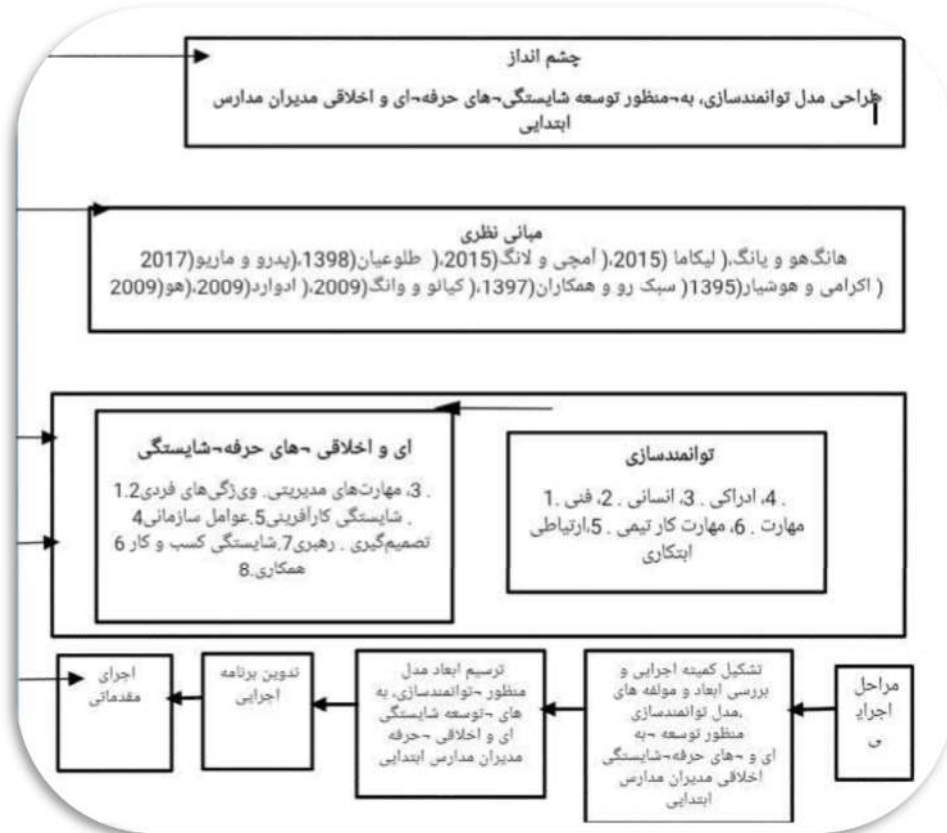 چشم انداز
طراحی مدل توانمندسازی، به¬منظور توسعه شایستگی¬های حرفه¬ای و اخلاقی مدیران مدارس
ابتدایی
مبانی نظری
هانگ‌هو و یانگ،( لیکاما (2015،( آمچی و لانگ(2015،( طلوعیان(1398،(پدرو و ماریو(2017
( اکرامی و هوشیار(1395( سبک رو و همکاران(1397،( کیانو و وانگ(2009،( ادوارد(2009،(هو(2009
توانمندسازی
. 4، ادراکی . 3، انسانی . 2، فنی .1
مهارت . 6، مهارت کار تیمی . 5،ارتباطی
ابتکاری
ای و اخلاقی ¬های حرفه¬شایستگی
. 3، مهارت‌های مدیریتی. ویژگی‌های فردی1.2
. شایستگی کارآفرینی5.عوامل سازمانی4
تصمیم‌گیری . رهبری7.شایستگی کسب و کار 6
همکاری.8
مراحل
اجرای
ی
تشکیل کمیته اجرایی و
بررسی ابعاد و مولفه های
،مدل توانمندسازی
منظور توسعه ¬به
ای و ¬های حرفه¬شایستگی
اخلاقی مدیران مدارس
ابتدایی
ترسیم ابعاد مدل
منظور ¬توانمندسازی، به
های ¬توسعه شایستگی
ای و اخلاقی ¬حرفه
مدیران مدارس ابتدایی
تدوین برنامه
اجرایی
اجرای
مقدماتی